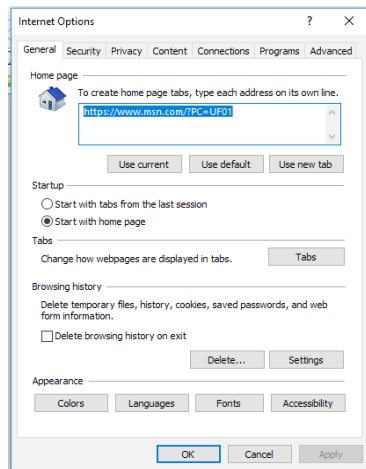 Internet Options ? ×
General Security Privacy Content Connections Programs Advanced
Home page
To create home page tabs, type each address on its own line.
https://www.msn.com/?PC=UF01
Use current Use default Use new tab
Startup
Start with tabs from the last session
Start with home page
Tabs
Change how webpages are displayed in tabs. Tabs
Browsing history
Delete temporary files, history, cookies, saved passwords, and web
form information.
Delete browsing history on exit
Delete... Settings
Appearance
Colors Languages Fonts Accessibility
OK Cancel Apply